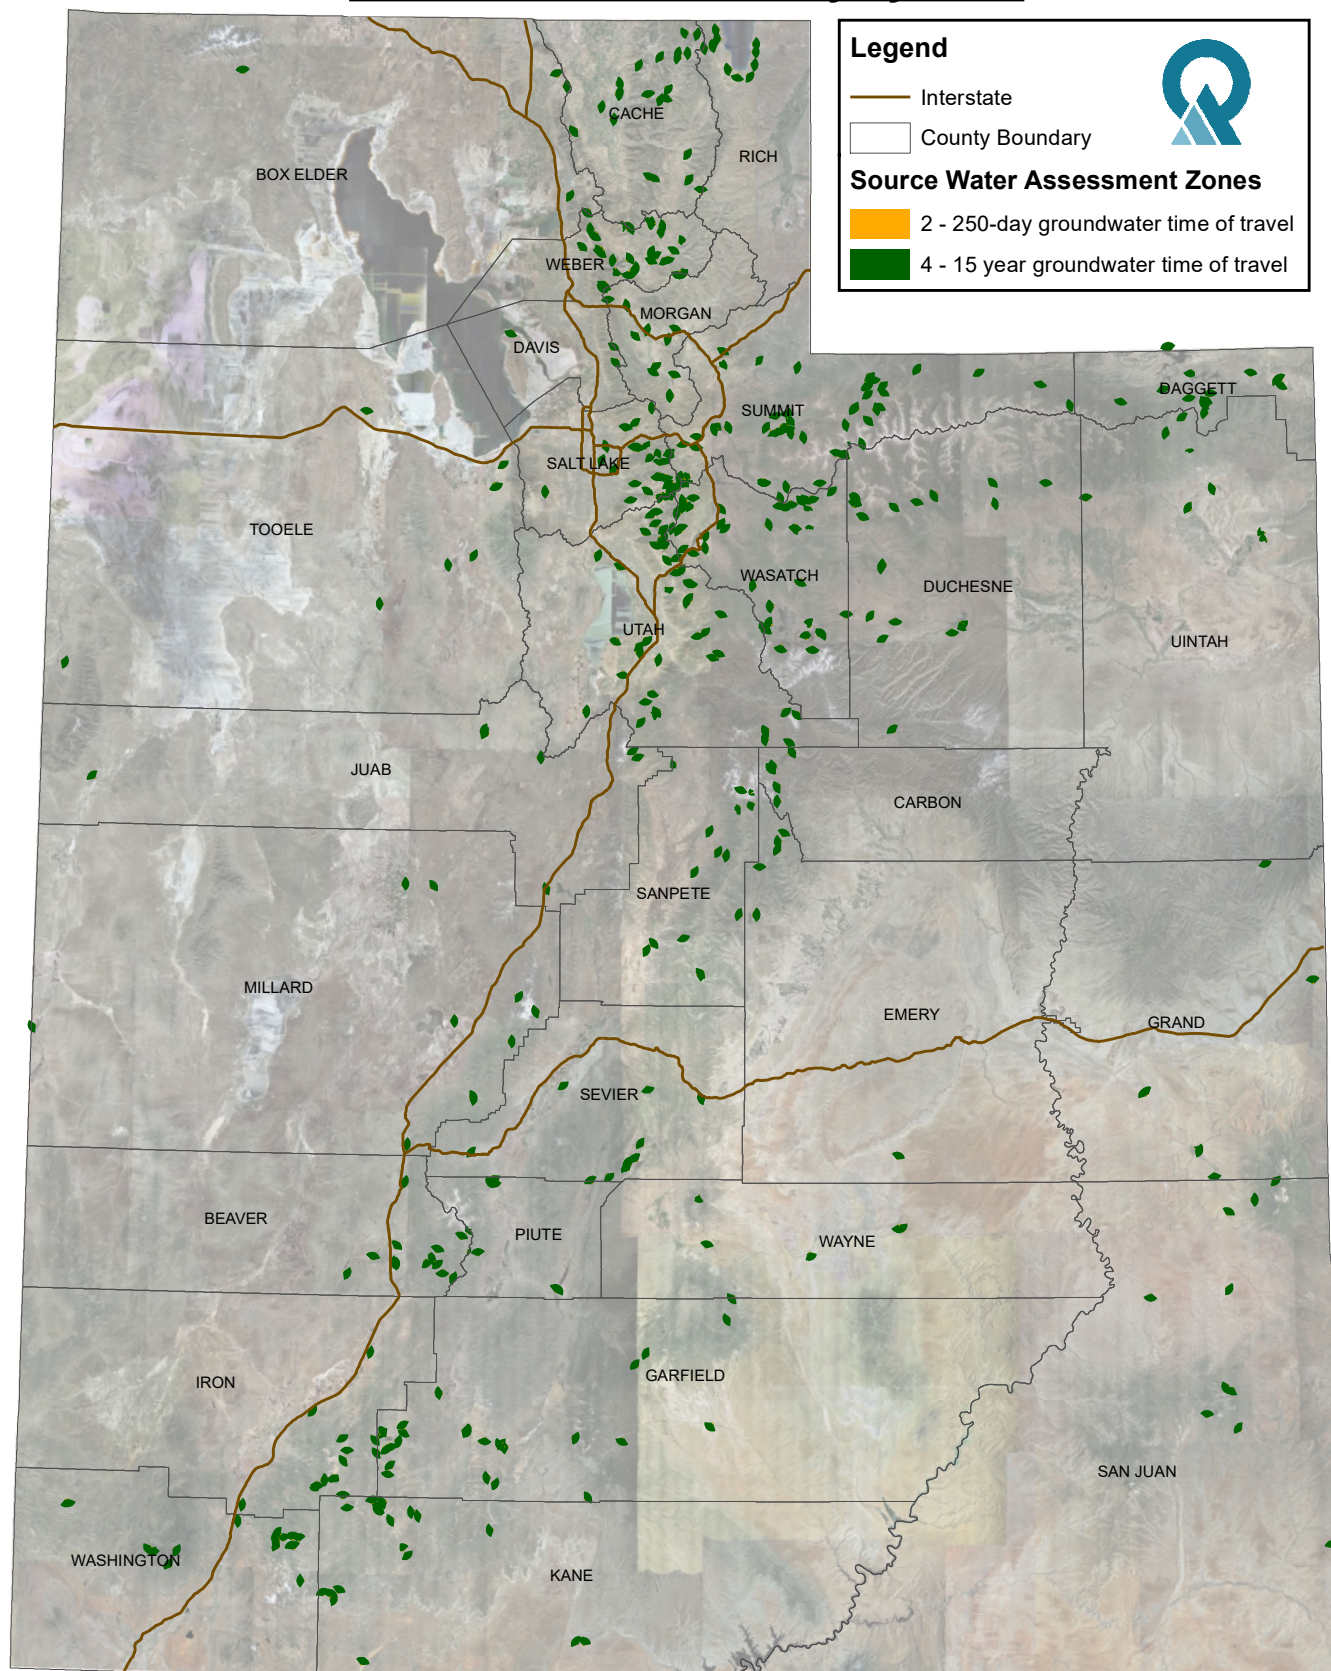 Legend
Interstate
County Boundary
Source Water Assessment Zones
2 - 250-day groundwater time of travel
4 - 15 year groundwater time of travel
CACHE
RICH
BOX ELDER
WEBER
MORGAN
DAVIS
DAGGETT
SUMMIT
SALT LAKE
TOOELE
WASATCH
DUCHESNE
UTAH
UINTAH
JUAB
CARBON
SANPETE
MILLARD
EMERY
GRAND
SEVIER
BEAVER
PIUTE
WAYNE
IRON
GARFIELD
SAN JUAN
WASHINGTON
KANE